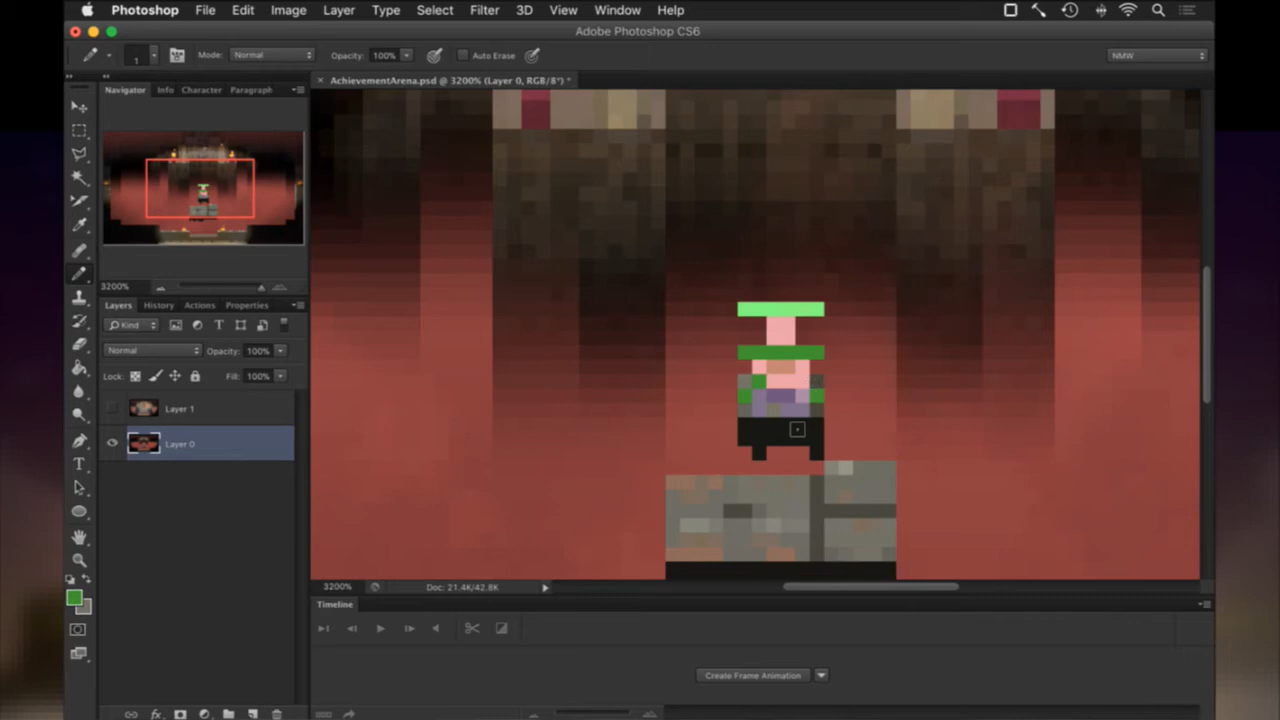 Photoshop File Edit Image Layer Type Select Filter 3D View Window Help
Adobe Photoshop CS6
1 Mode: Normal Opacity: 100% Auto Erase NMW
AchievementArena.psd @ 3200% (Layer 0, RGB/8*) *
Navigator Info Character Paragraph
3200%
Layers History Actions Properties
Kind
Normal Opacity: 100%
Lock: Fill: 100%
Layer 1
Layer 0
3200% Doc: 21.4K/42.8K
Timeline
Create Frame Animation